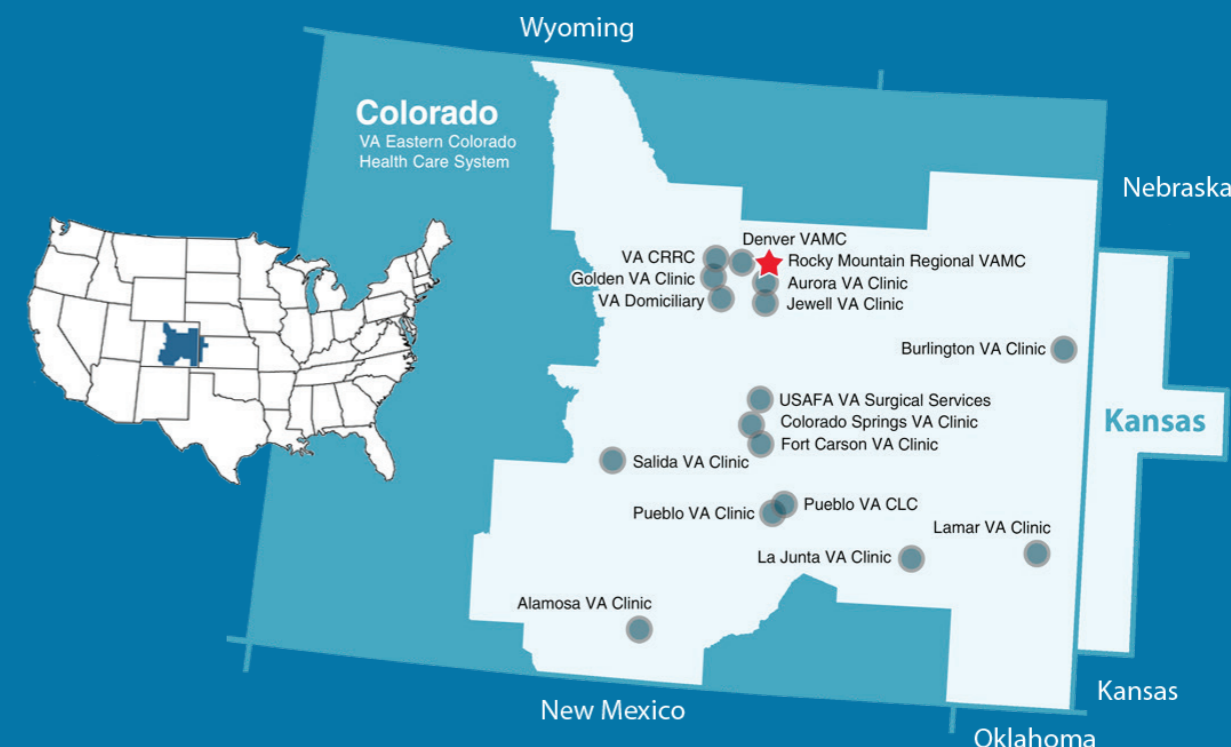 Wyoming
Colorado
VA Eastern Colorado
Health Care System
Nebraska
Denver VAMC
VA CRRC
Rocky Mountain Regional VAMC
Golden VA Clinic
Aurora VA Clinic
VA Domiciliary
Jewell VA Clinic
Burlington VA Clinic
USAFA VA Surgical Services
Colorado Springs VA Clinic
Kansas
Fort Carson VA Clinic
Salida VA Clinic
Pueblo VA CLC
Pueblo VA Clinic
Lamar VA Clinic
La Junta VA Clinic
Alamosa VA Clinic
Kansas
New Mexico
Oklahoma